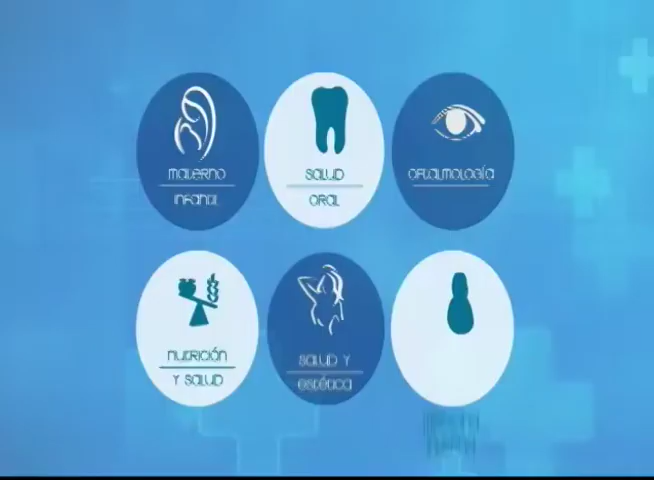 materno
infantil
salud
oral
oftalmología
nutrición
y salud
salud y
estética